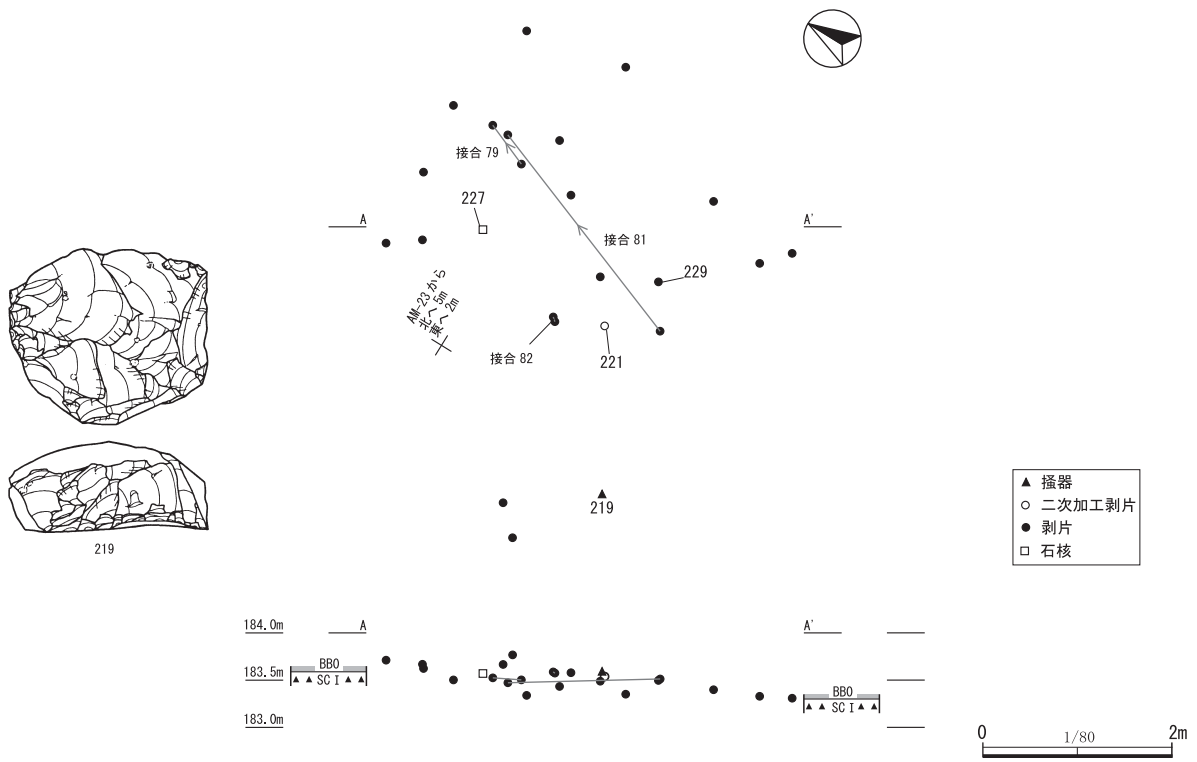 接合 79
227
A
A'
接合 81
229
AM-23 から
北へ 5m
東へ 2m
接合 82
221
219
219
▲ 掻器
○ 二次加工剥片
● 剥片
□ 石核
184.0m
A
A'
183.5m
BB0
SC I
BB0
SC I
183.0m
0
1/80
2m